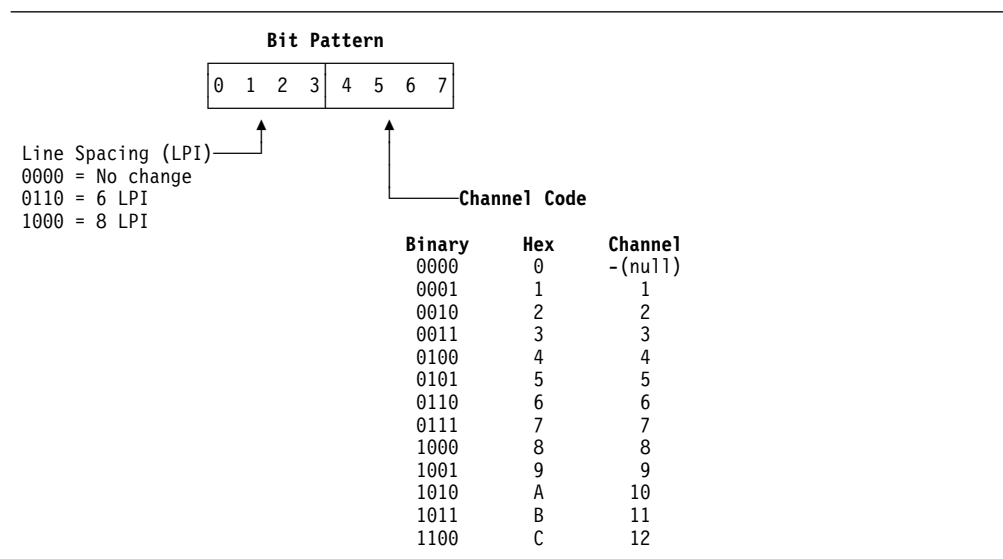 Bit Pattern
0 1 2 3 4 5 6 7
Line Spacing (LPI)
0000 = No change
0110 = 6 LPI
1000 = 8 LPI
Channel Code
Binary Hex Channel
0000 0 -(null)
0001 1 1
0010 2 2
0011 3 3
0100 4 4
0101 5 5
0110 6 6
0111 7 7
1000 8 8
1001 9 9
1010 A 10
1011 B 11
1100 C 12